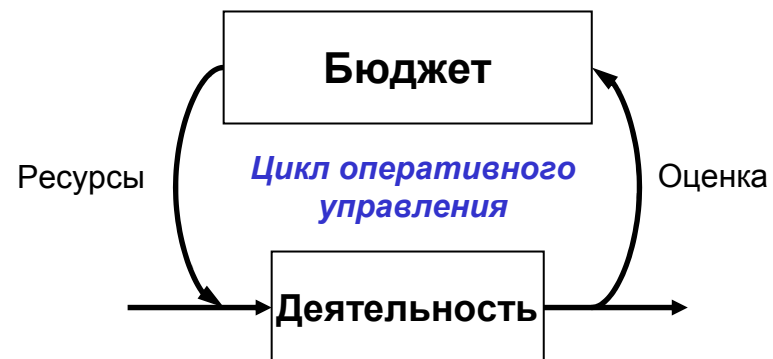 Бюджет
Ресурсы
Цикл оперативного
управления
Оценка
Деятельность